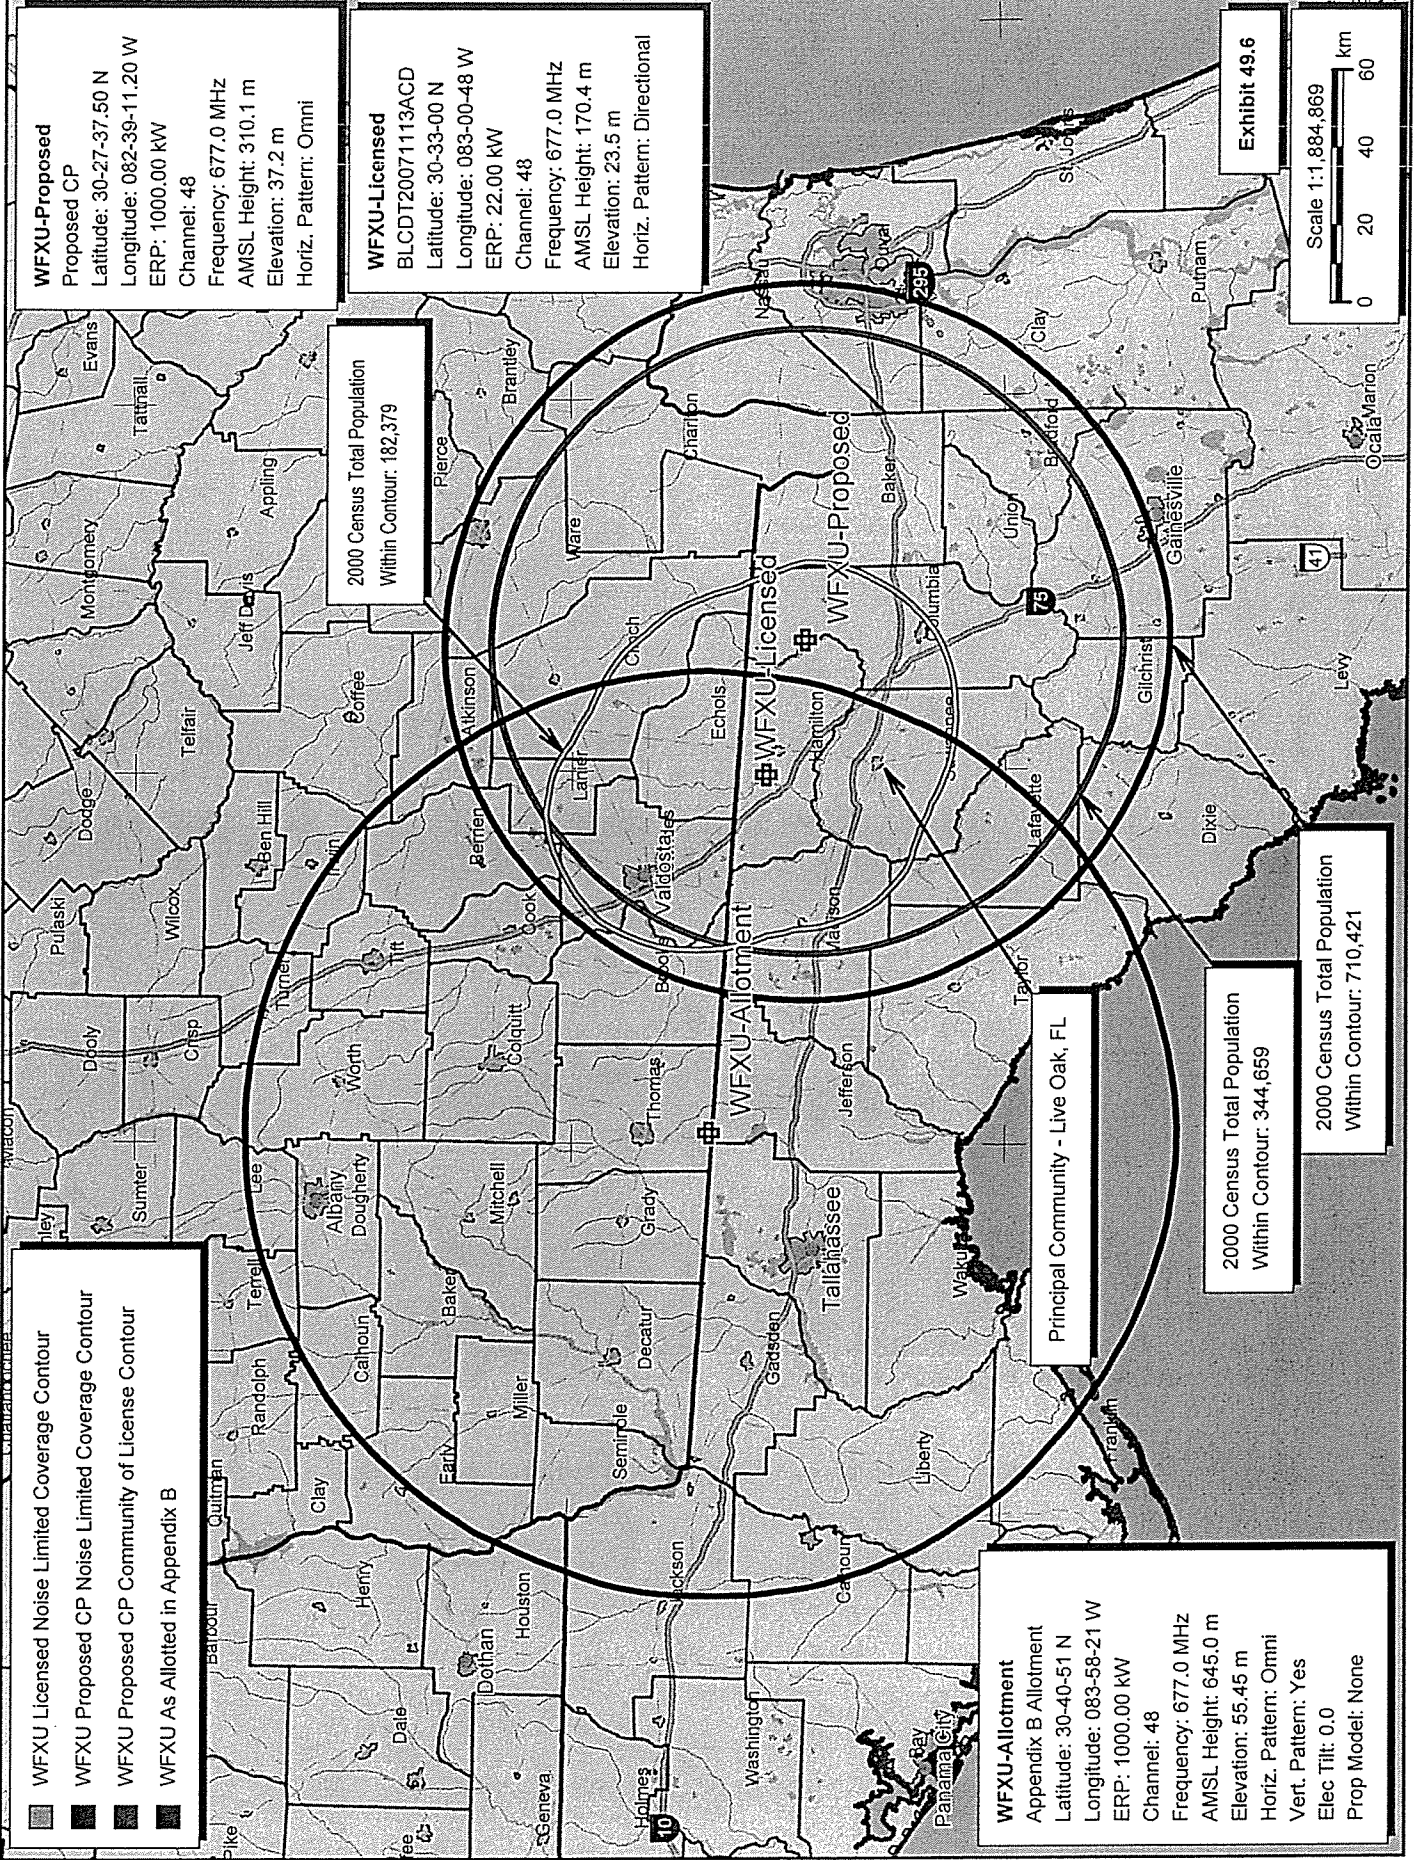 WFXU Licensed Noise Limited Coverage Contour
WFXU Proposed CP Noise Limited Coverage Contour
WFXU Proposed CP Community of License Contour
WFXU As Allotted in Appendix B
WFXU-Proposed
Proposed CP
Latitude: 30-27-37.50 N
Longitude: 082-39-11.20 W
ERP: 1000.00 kW
Channel: 48
Frequency: 677.0 MHz
AMSL Height: 310.1 m
Elevation: 37.2 m
Horiz. Pattern: Omni
WFXU-Licensed
BLCDT20071113ACD
Latitude: 30-33-00 N
Longitude: 083-00-48 W
ERP: 22.00 kW
Channel: 48
Frequency: 677.0 MHz
AMSL Height: 170.4 m
Elevation: 23.5 m
Horiz. Pattern: Directional
2000 Census Total Population
Within Contour: 182,379
Macon
Dooly
Pulaski
Dodge
Montgomery
Tattnall
Evans
Sumter
Crisp
Wilcox
Telfair
Jeff Davis
Appling
Quitman
Randolph
Terrell
Lee
Turner
Ben Hill
Coffee
Pierce
Brantley
Barbour
Clay
Calhoun
Albany
Dougherty
Worth
Tift
Irwin
Atkinson
Henry
Early
Baker
Mitchell
Colquitt
Cook
Berrien
Ware
Pike
Dale
Dothan
Houston
Miller
Lanier
Clinch
Charlton
Nassau
Geneva
Seminole
Decatur
Grady
Thomas
Brooks
Valdosta
Echols
WFXU-Allotment
WFXU-Licensed
WFXU-Proposed
Holmes
10
Jackson
Gadsden
Tallahassee
Jefferson
Madison
Hamilton
Baker
Duval
295
Washington
Calhoun
Liberty
Columbia
Bay
Panama City
Taylor
Lafayette
Union
Bradford
Clay
St Johns
75
Franklin
Gilchrist
Gainesville
Putnam
Dixie
Levy
41
Ocala
Marion
Principal Community - Live Oak, FL
2000 Census Total Population
Within Contour: 344,659
2000 Census Total Population
Within Contour: 710,421
WFXU-Allotment
Appendix B Allotment
Latitude: 30-40-51 N
Longitude: 083-58-21 W
ERP: 1000.00 kW
Channel: 48
Frequency: 677.0 MHz
AMSL Height: 645.0 m
Elevation: 55.45 m
Horiz. Pattern: Omni
Vert. Pattern: Yes
Elec Tilt: 0.0
Prop Model: None
Exhibit 49.6
Scale 1:1,884,869
0 20 40 60 km